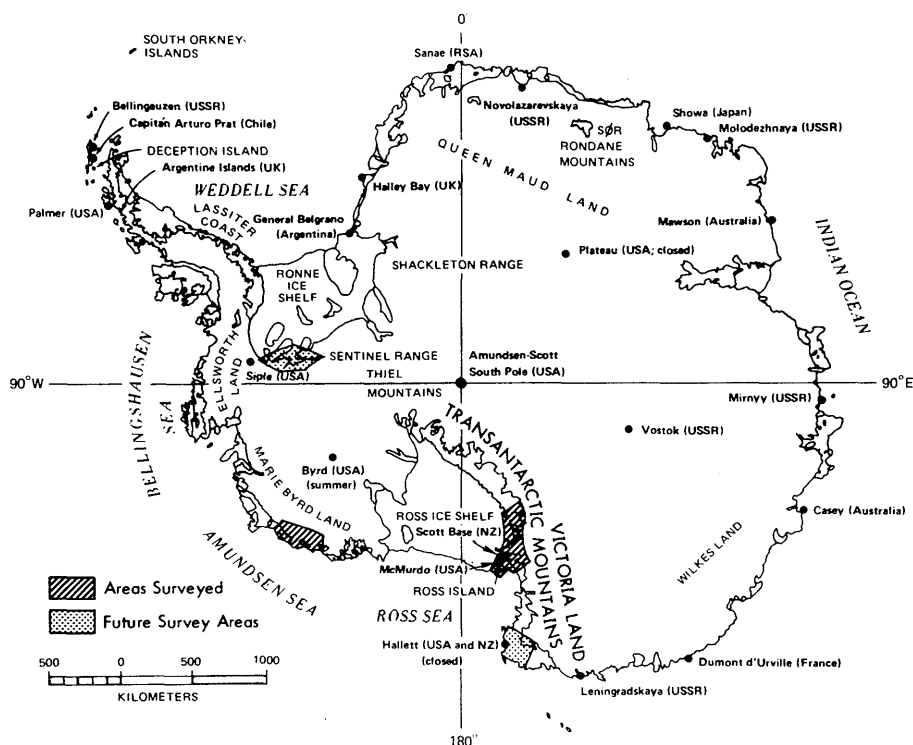 0°
SOUTH ORKNEY
ISLANDS
Sanae (RSA)
Bellingauzen (USSR)
Capitán Arturo Prat (Chile)
DECEPTION ISLAND
Argentine Islands (UK)
Novolazarevskaya
(USSR)
SØR
RONDANE
MOUNTAINS
Showa (Japan)
Molodezhnaya (USSR)
QUEEN MAUD LAND
WEDDELL SEA
Halley Bay (UK)
Palmer (USA)
LASSITER
COAST
General Belgrano
(Argentina)
Mawson (Australia)
Plateau (USA; closed)
INDIAN OCEAN
RONNE
ICE
SHELF
SHACKLETON RANGE
SENTINEL RANGE
Siple (USA)
THIEL
MOUNTAINS
Amundsen-Scott
South Pole (USA)
90°W
90°E
ELLSWORTH
LAND
BELLINGSHAUSEN
SEA
Mirnyy (USSR)
Vostok (USSR)
TRANSANTARCTIC
MOUNTAINS
MARIE BYRD LAND
Byrd (USA)
(summer)
ROSS ICE SHELF
Scott Base (NZ)
VICTORIA LAND
Casey (Australia)
WILKES LAND
AMUNDSEN SEA
McMurdo (USA)
ROSS ISLAND
ROSS SEA
Areas Surveyed
Future Survey Areas
Hallett (USA and NZ)
(closed)
Dumont d'Urville (France)
Leningradskaya (USSR)
500 0 500 1000
KILOMETERS
180°